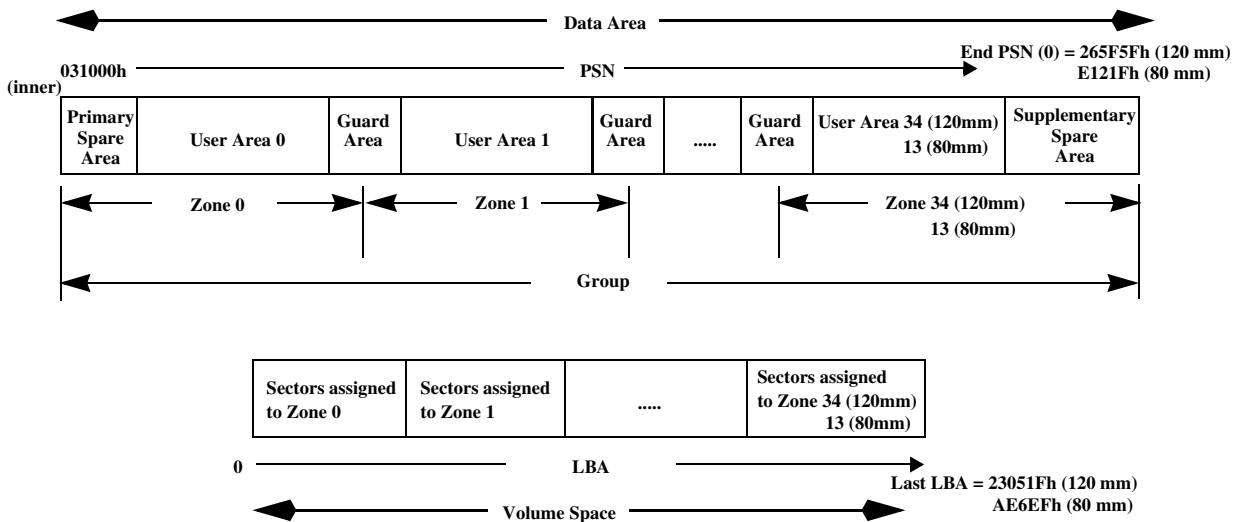 Data Area
End PSN (0) = 265F5Fh (120 mm)
E121Fh (80 mm)
031000h
PSN
(inner)
Primary
Spare
Area
User Area 0
Guard
Area
User Area 1
Guard
Area
.....
Guard
Area
User Area 34 (120mm)
13 (80mm)
Supplementary
Spare
Area
Zone 0
Zone 1
Zone 34 (120mm)
13 (80mm)
Group
Sectors assigned
to Zone 0
Sectors assigned
to Zone 1
.....
Sectors assigned
to Zone 34 (120mm)
13 (80mm)
0
LBA
Last LBA = 23051Fh (120 mm)
AE6EFh (80 mm)
Volume Space